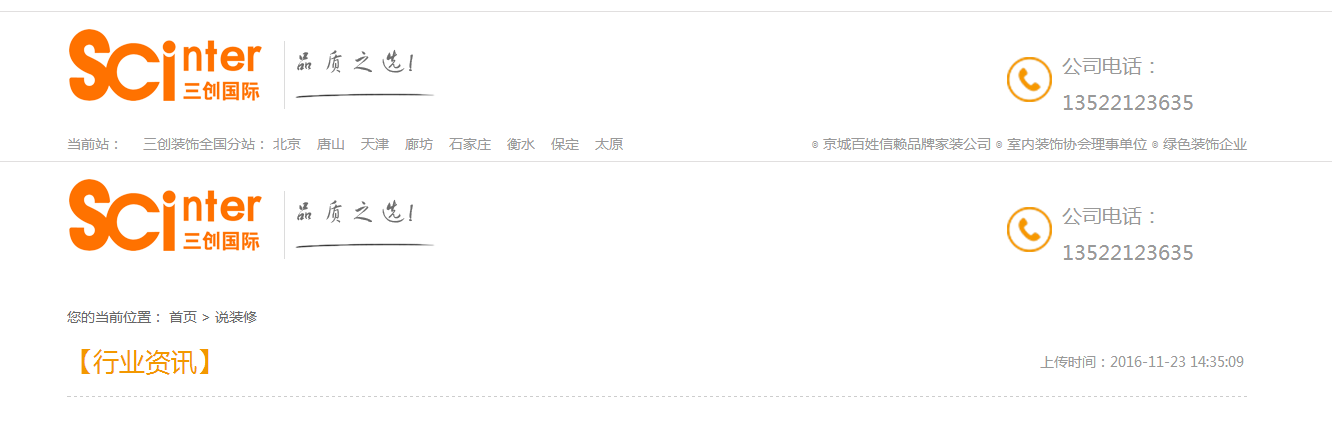 scinter 三创国际
品质之选!
公司电话：
13522123635
当前站： 三创装饰全国分站： 北京 唐山 天津 廊坊 石家庄 衡水 保定 太原
⊙ 京城百姓信赖品牌家装公司 ⊙ 室内装饰协会理事单位 ⊙ 绿色装饰企业
scinter 三创国际
品质之选!
公司电话：
13522123635
您的当前位置： 首页 > 说装修
【行业资讯】
上传时间：2016-11-23 14:35:09